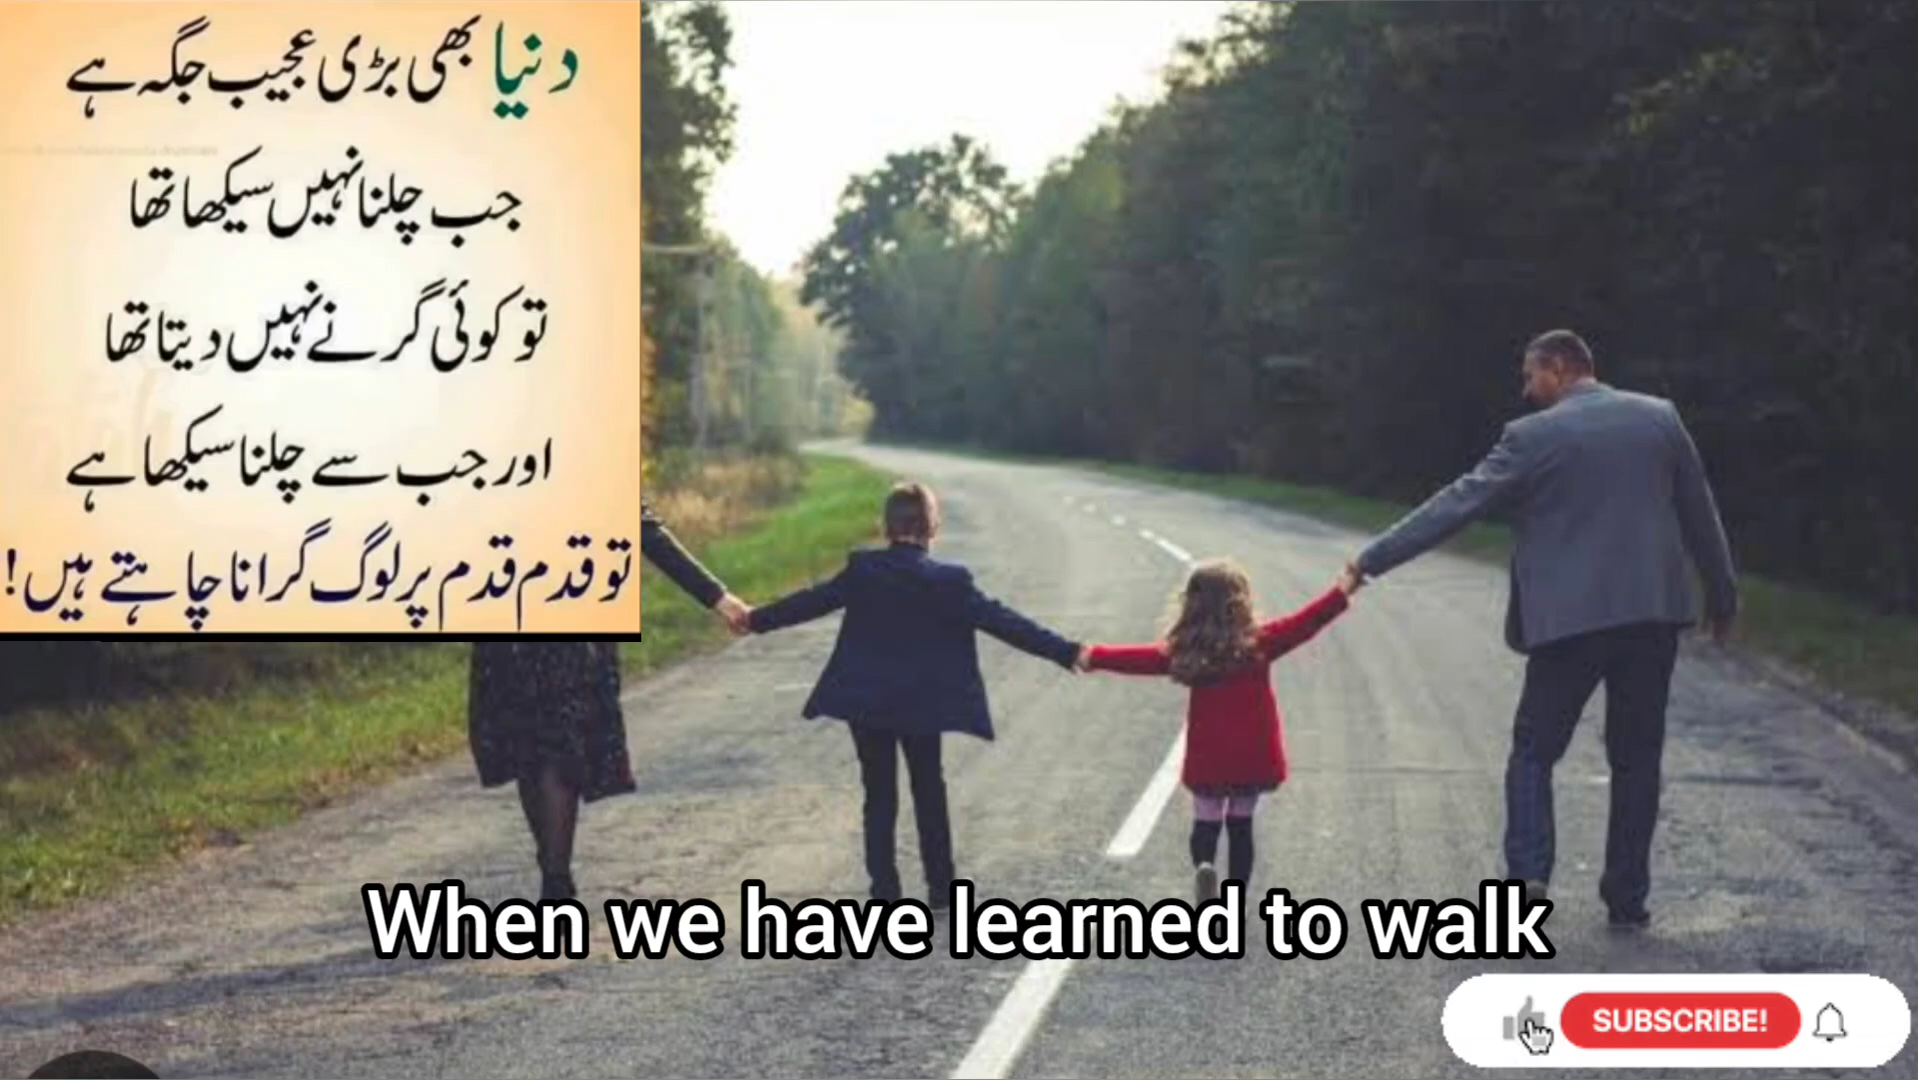 دنیا بھی بڑی عجیب جگہ ہے
جب چلنا نہیں سیکھا تھا
تو کوئی گرنے نہیں دیتا تھا
اور جب سے چلنا سیکھا ہے
تو قدم قدم پر لوگ گرانا چاہتے ہیں!
When we have learned to walk
SUBSCRIBE!